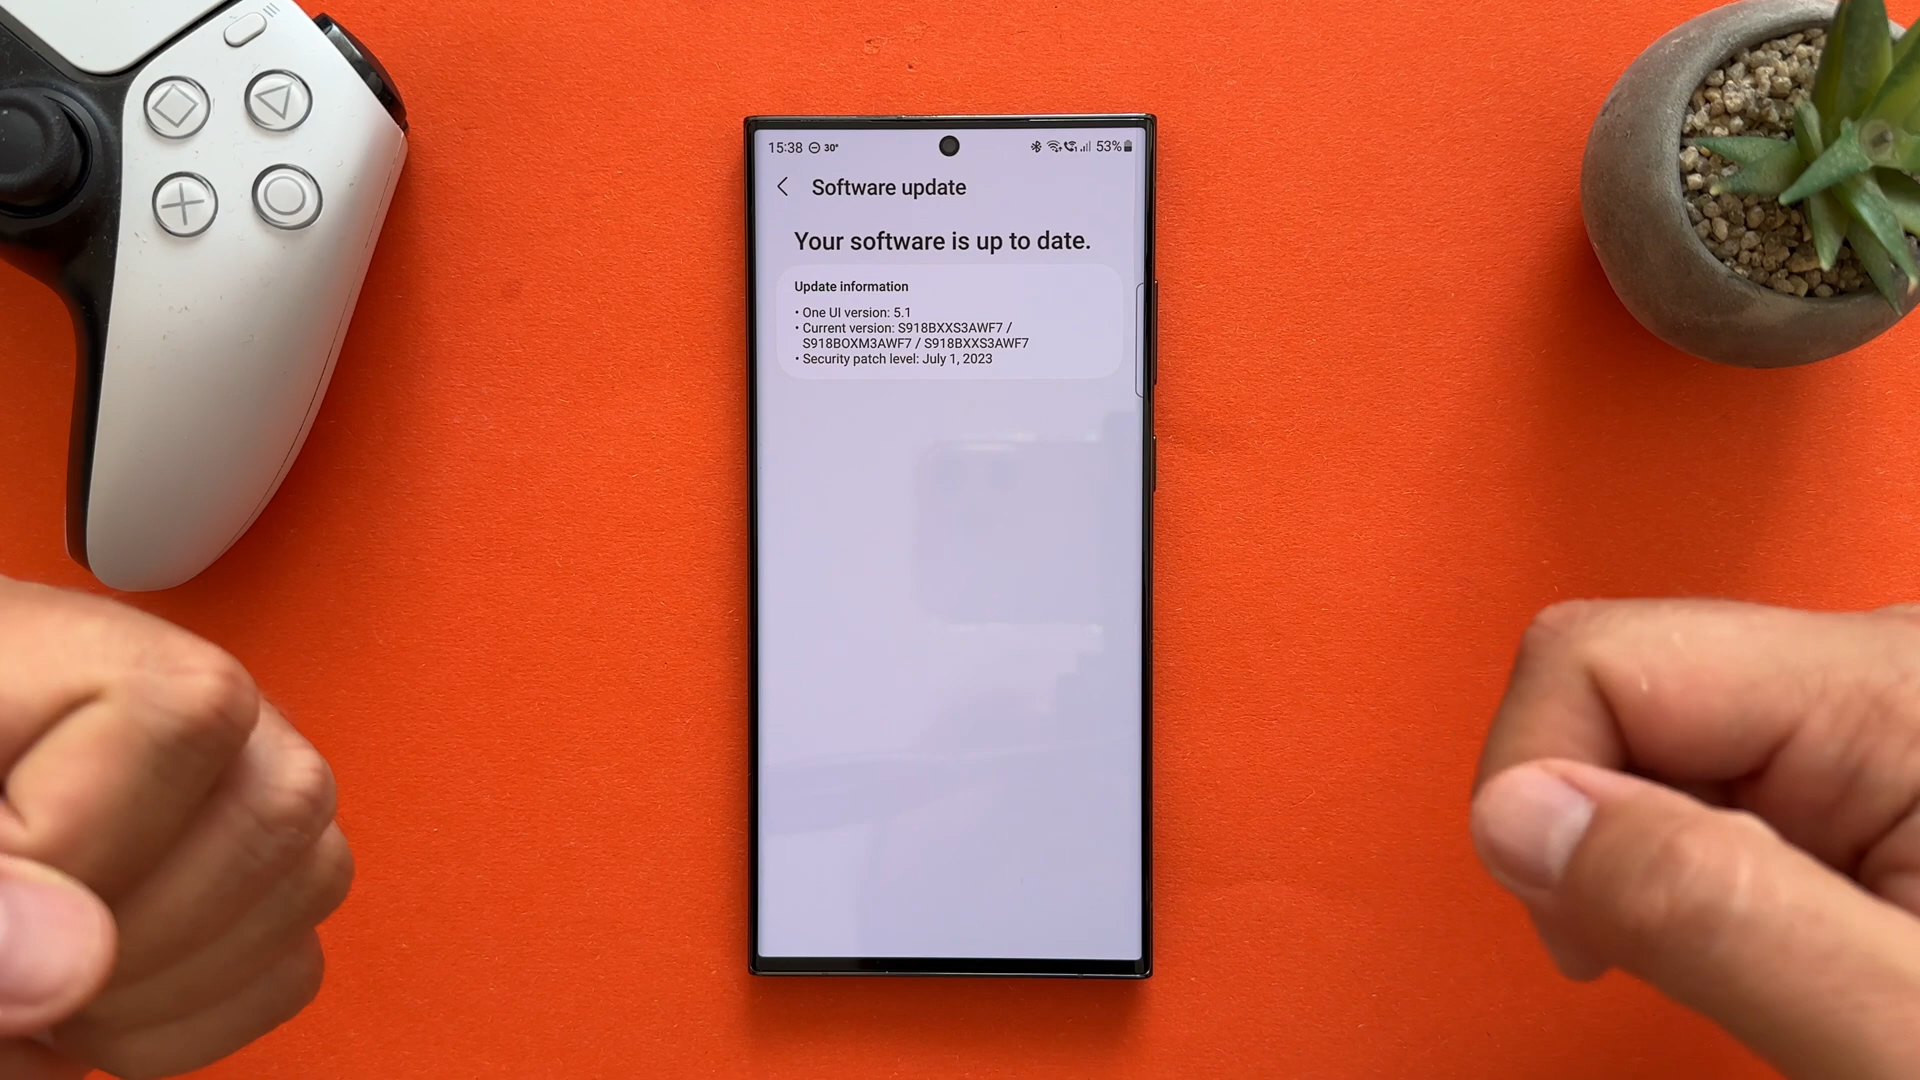 15:38 30° 53%
Software update
Your software is up to date.
Update information
• One UI version: 5.1
• Current version: S918BXXS3AWF7 /
S918BOXM3AWF7 / S918BXXS3AWF7
• Security patch level: July 1, 2023